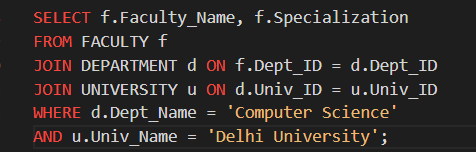 SELECT f.Faculty_Name, f.Specialization
FROM FACULTY f
JOIN DEPARTMENT d ON f.Dept_ID = d.Dept_ID
JOIN UNIVERSITY u ON d.Univ_ID = u.Univ_ID
WHERE d.Dept_Name = 'Computer Science'
AND u.Univ_Name = 'Delhi University';